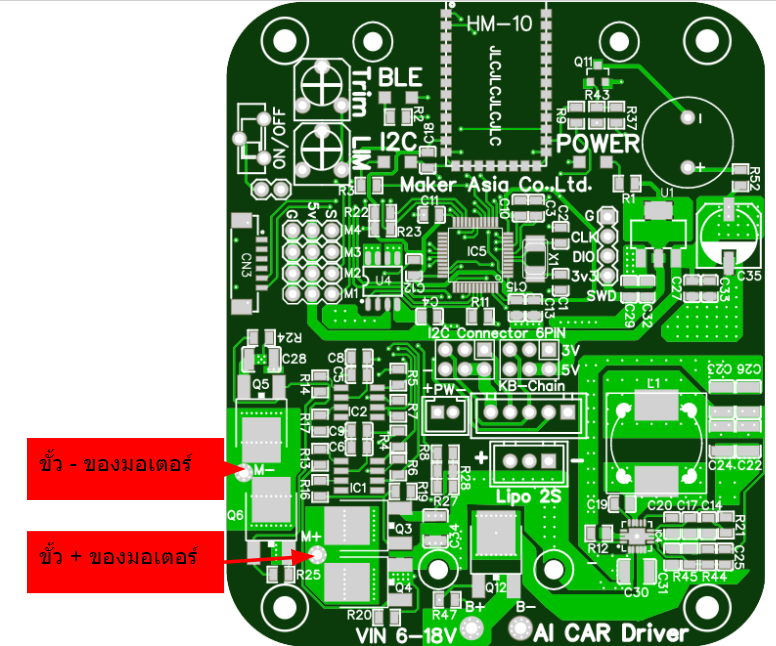 HM-10
JLCJLCJLCJLC
Trim
BLE
Q11
R43
R9
R37
ON/OFF
R2
I2C
C18
LIM
POWER
R3
Maker Asia Co.,Ltd.
R1
U1
R52
G
5v
S
M4
M3
M2
M1
R22
R23
C11
C10
C3
C2
G
CLK
DIO
3v3
SWD
IC5
X1
CN3
U4
C12
C4
R11
C15
C13
C1
C29
C32
C27
C33
C35
R24
C28
I2C Connector 6PIN
3V
5V
C8
C5
R5
Q5
R14
+PW-
KB-Chain
L1
C23
C26
IC2
R7
R17
C9
C6
R4
ขั้ว - ของมอเตอร์
M-
R13
R16
IC1
R6
R8
R28
R19
R27
+
-
Lipo 2S
C24
C22
Q6
M+
Q3
C34
C19
C20
C17
C14
R21
ขั้ว + ของมอเตอร์
R12
C25
R25
Q4
Q12
C30
C31
R45
R44
R20
R47
B+
B-
VIN 6-18V
AI CAR Driver